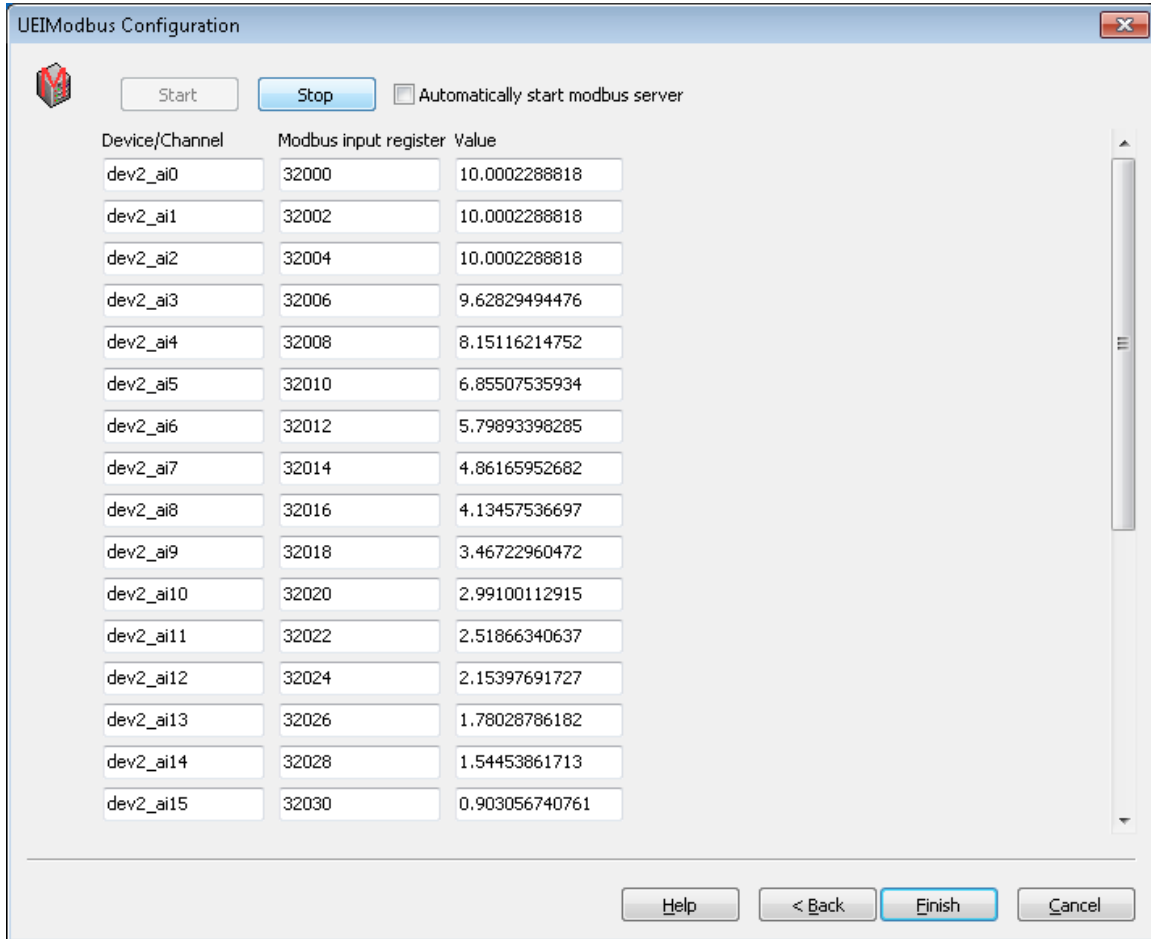 UEIModbus Configuration
Start Stop Automatically start modbus server
Device/Channel Modbus input register Value
dev2_ai0 32000 10.0002288818
dev2_ai1 32002 10.0002288818
dev2_ai2 32004 10.0002288818
dev2_ai3 32006 9.62829494476
dev2_ai4 32008 8.15116214752
dev2_ai5 32010 6.85507535934
dev2_ai6 32012 5.79893398285
dev2_ai7 32014 4.86165952682
dev2_ai8 32016 4.13457536697
dev2_ai9 32018 3.46722960472
dev2_ai10 32020 2.99100112915
dev2_ai11 32022 2.51866340637
dev2_ai12 32024 2.15397691727
dev2_ai13 32026 1.78028786182
dev2_ai14 32028 1.54453861713
dev2_ai15 32030 0.903056740761
Help < Back Finish Cancel